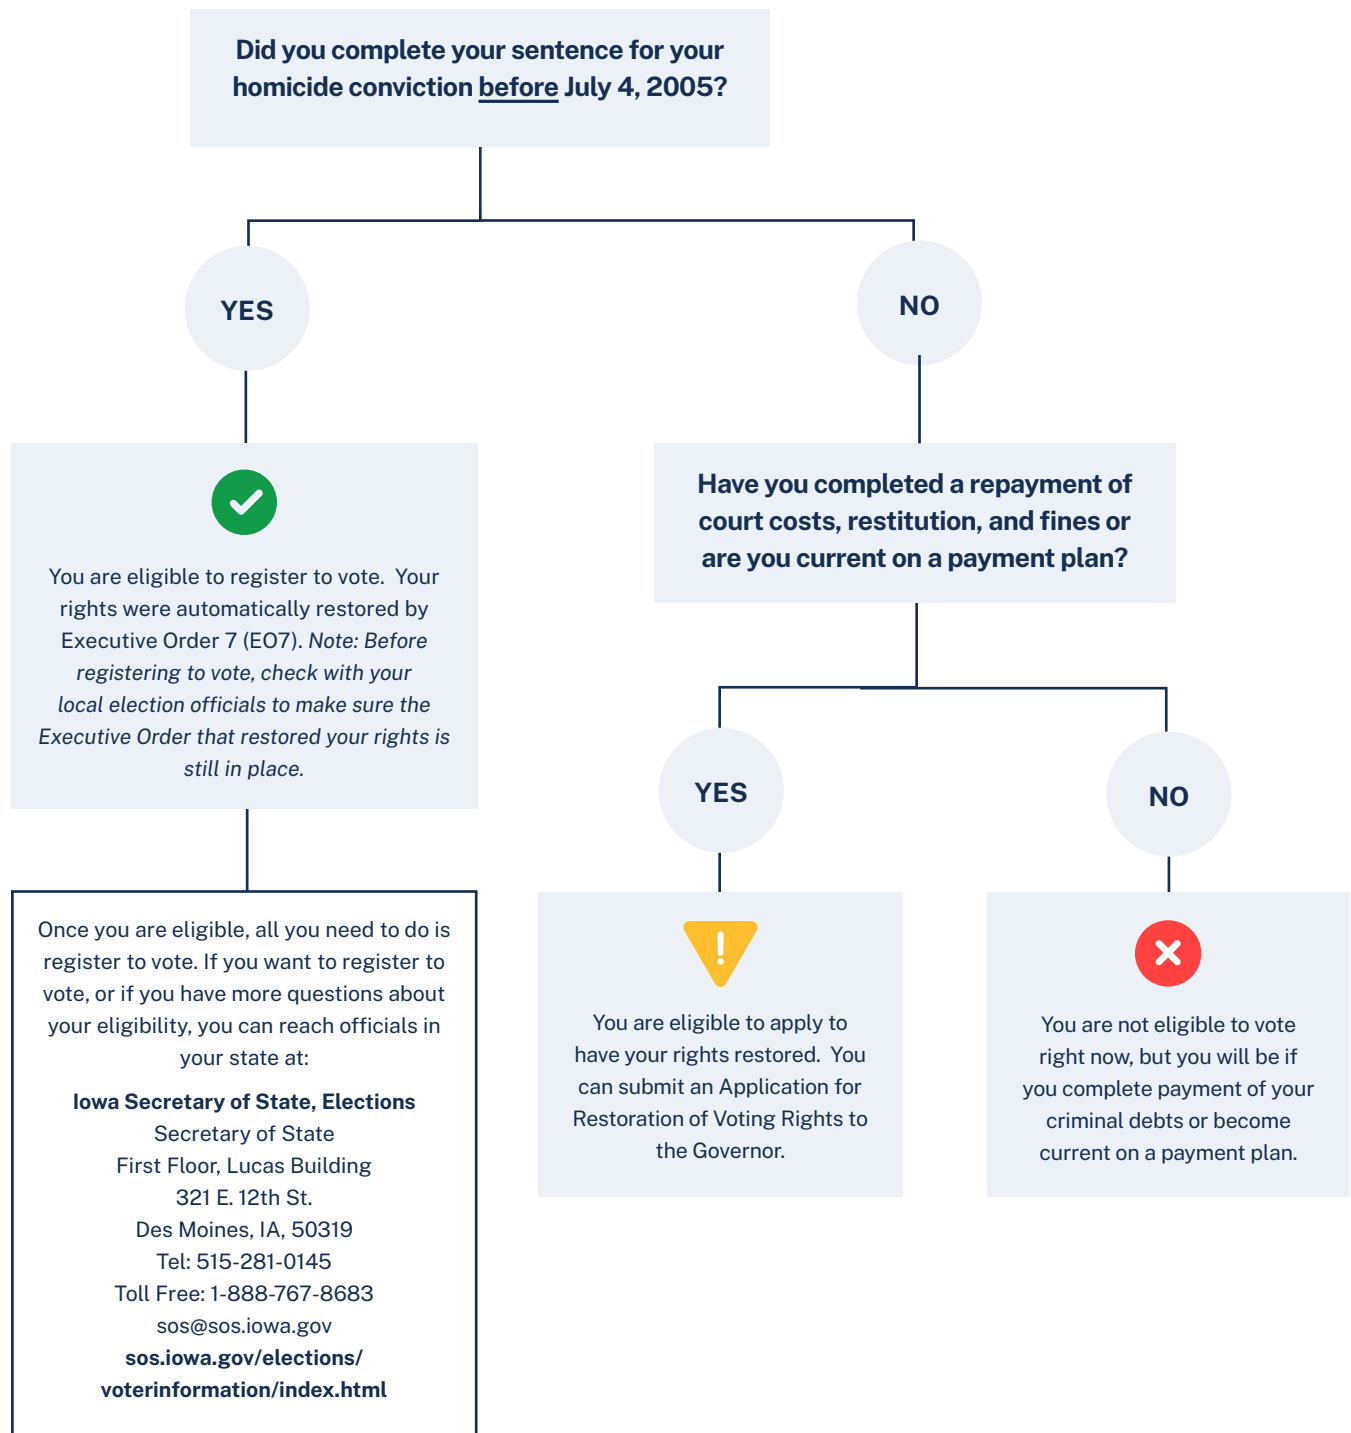 Did you complete your sentence for your
homicide conviction before July 4, 2005?
YES
NO
You are eligible to register to vote.  Your
rights were automatically restored by
Executive Order 7 (EO7). Note: Before
registering to vote, check with your
local election officials to make sure the
Executive Order that restored your rights is
still in place.
Have you completed a repayment of
court costs, restitution, and fines or
are you current on a payment plan?
YES
NO
Once you are eligible, all you need to do is
register to vote. If you want to register to
vote, or if you have more questions about
your eligibility, you can reach officials in
your state at:
Iowa Secretary of State, Elections
Secretary of State
First Floor, Lucas Building
321 E. 12th St.
Des Moines, IA, 50319
Tel: 515-281-0145
Toll Free: 1-888-767-8683
sos@sos.iowa.gov
sos.iowa.gov/elections/
voterinformation/index.html
You are eligible to apply to
have your rights restored.  You
can submit an Application for
Restoration of Voting Rights to
the Governor.
You are not eligible to vote
right now, but you will be if
you complete payment of your
criminal debts or become
current on a payment plan.